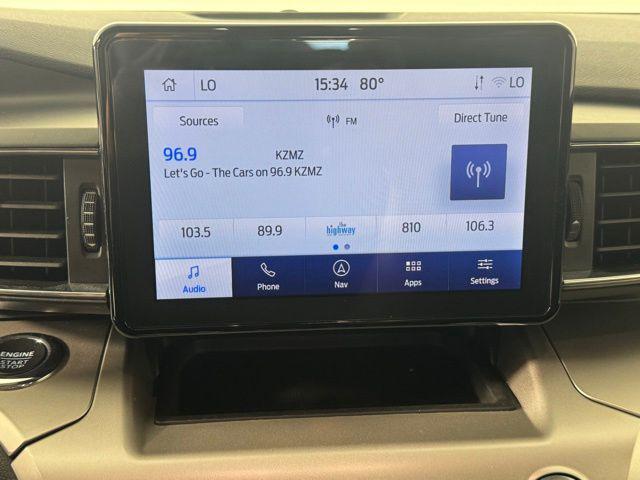 LO 15:34 80° LO
Sources FM Direct Tune
96.9 KZMZ
Let's Go - The Cars on 96.9 KZMZ
103.5 89.9 the highway 810 106.3
Audio Phone Nav Apps Settings
ENGINE
START
STOP